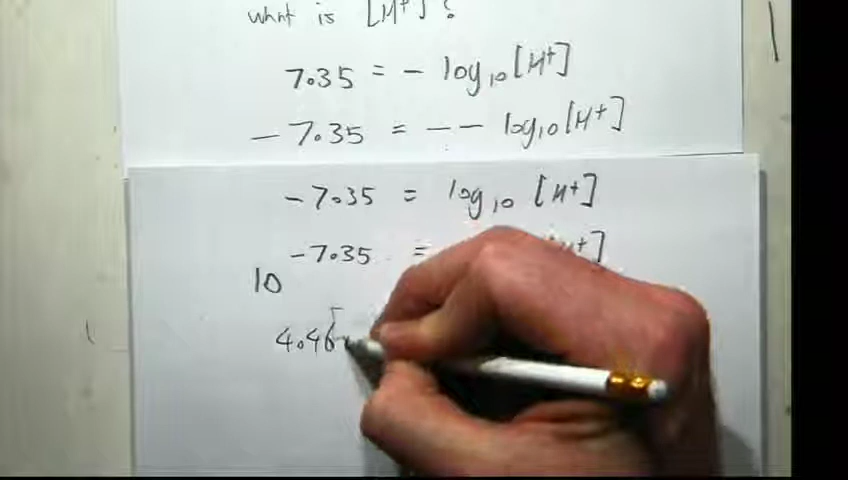 what is [H+]?
7.35 = - log10 [H+]
- 7.35 = - - log10 [H+]
- 7.35 = log10 [H+]
10 -7.35 = +]
4.46